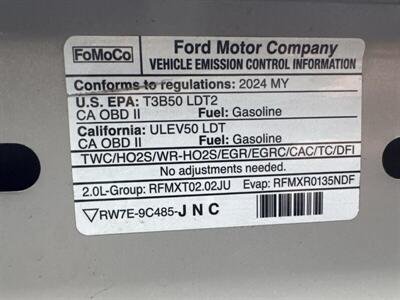 FoMoCo
Ford Motor Company
VEHICLE EMISSION CONTROL INFORMATION
Conforms to regulations: 2024 MY
U.S. EPA: T3B50 LDT2
CA OBD II Fuel: Gasoline
California: ULEV50 LDT
CA OBD II Fuel: Gasoline
TWC/HO2S/WR-HO2S/EGR/EGRC/CAC/TC/DFI
No adjustments needed.
2.0L-Group: RFMXT02.02JU Evap: RFMXR0135NDF
RW7E-9C485-JNC